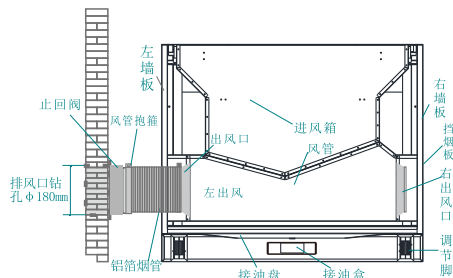 左墙板
止回阀
风管抱箍
出风口
进风箱
风管
右墙板
挡烟板
排风口钻
孔φ180mm
左出风
右出风口
铝箔烟管
接油盘
接油盒
调节脚